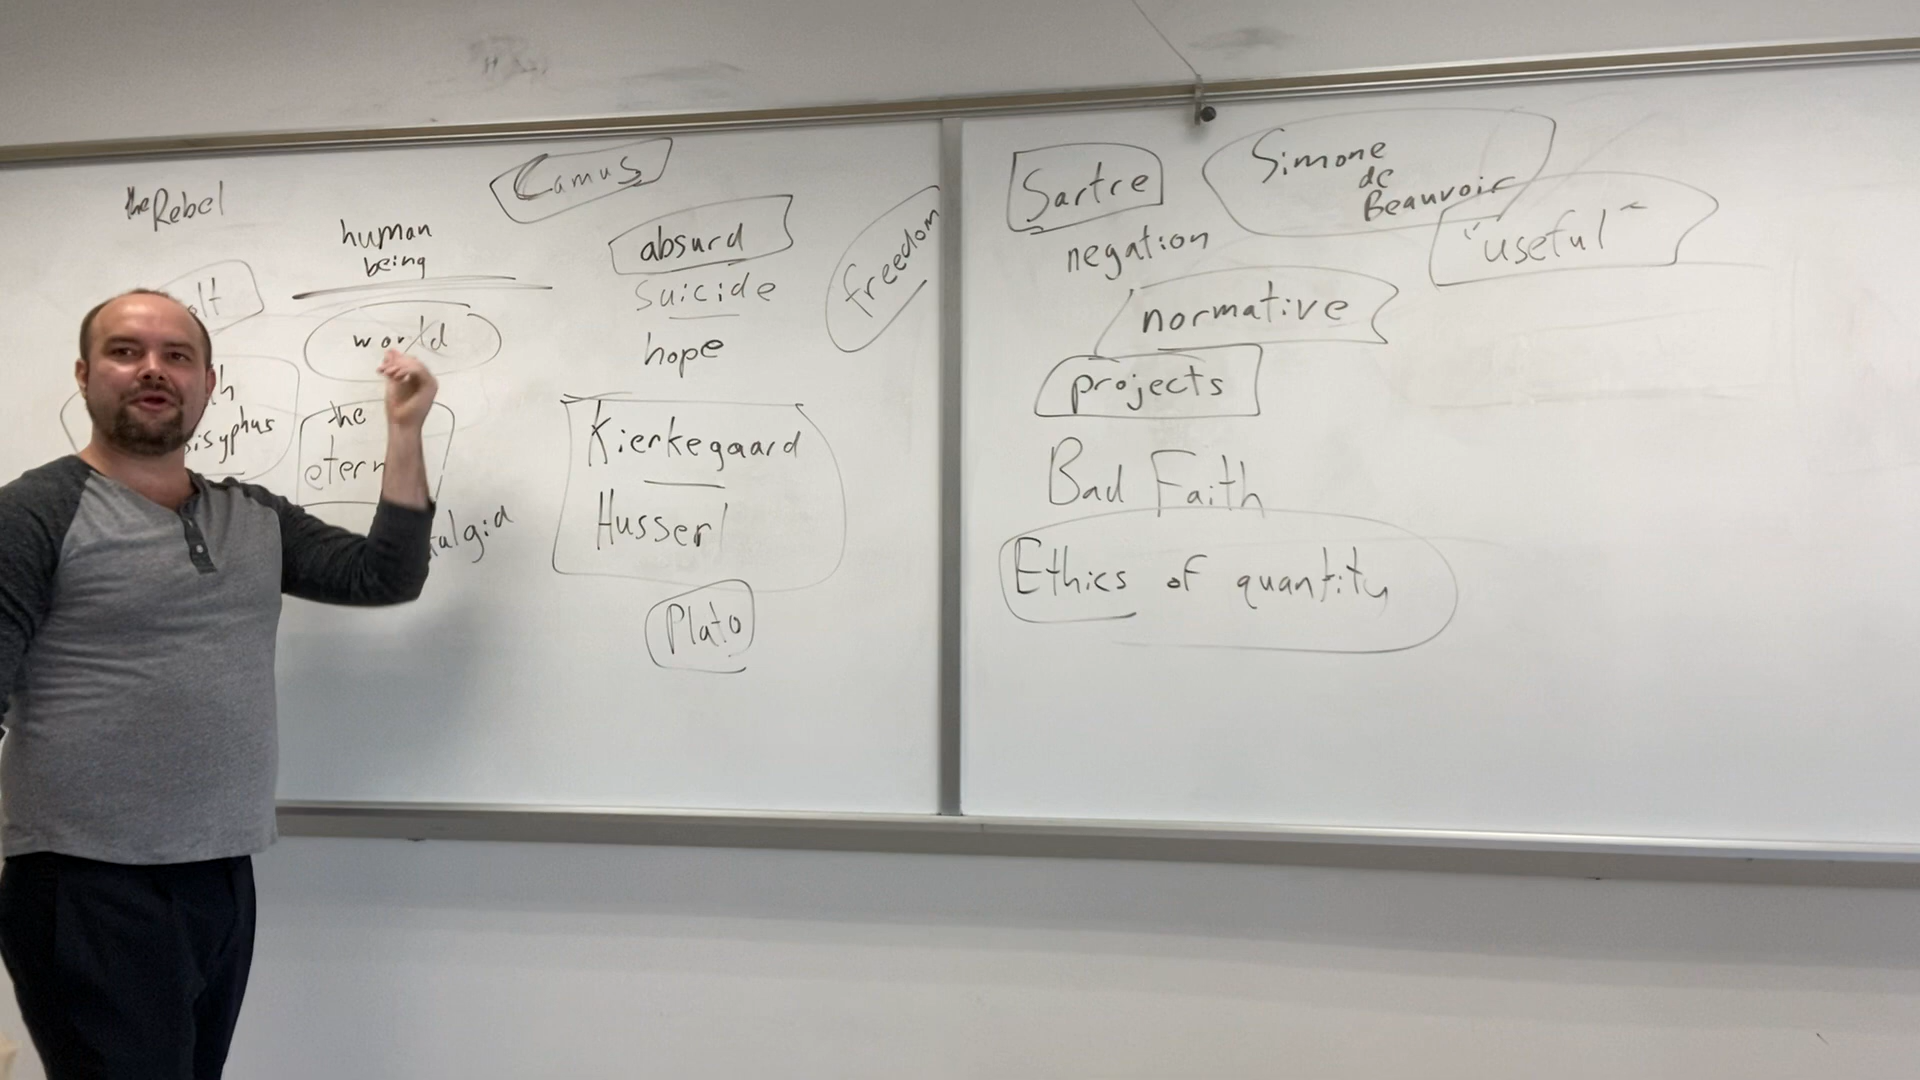 the Rebel
human
being
world
the
Camus
absurd
suicide
hope
Kierkegaard
Husserl
Plato
freedom
Sartre
negation
normative
projects
Bad Faith
Ethics of quantity
Simone
de
Beauvoir
"useful"